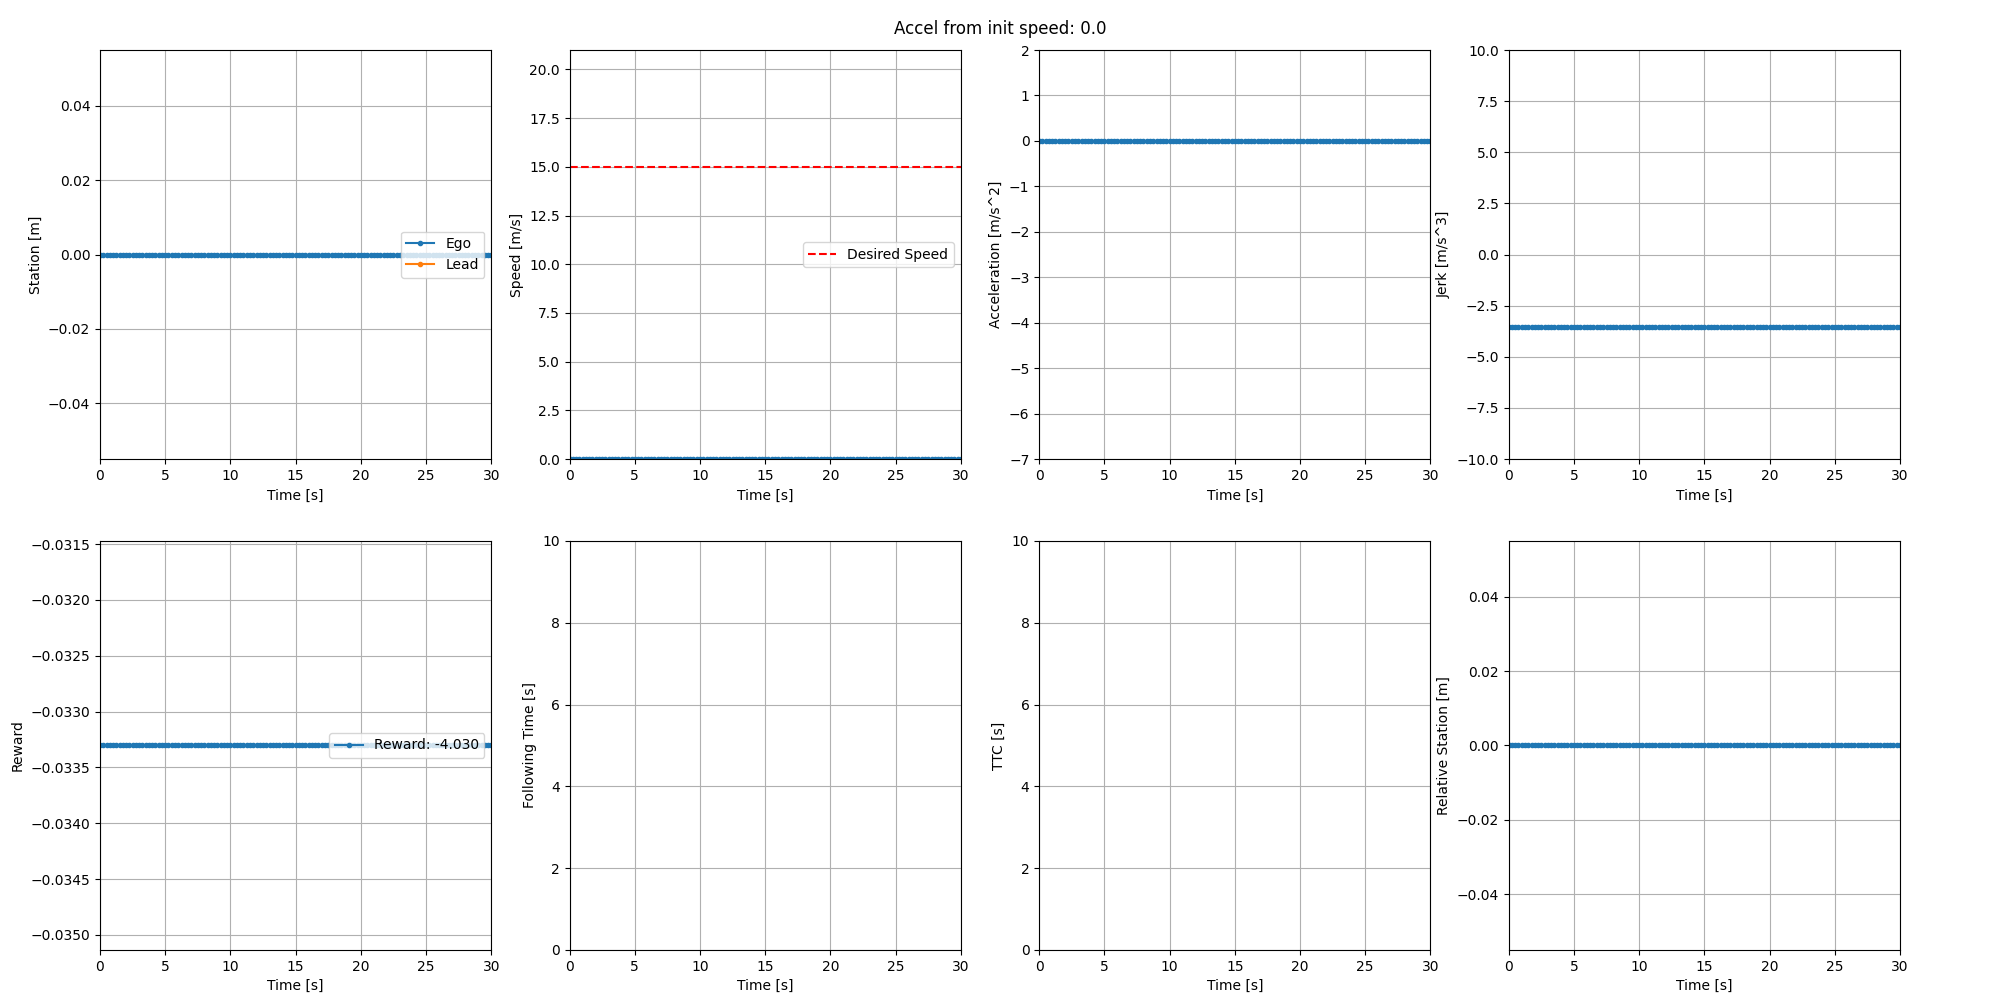 Accel from init speed: 0.0
Station [m]
0.04
0.02
0.00
−0.02
−0.04
0 5 10 15 20 25 30
Time [s]
Ego
Lead
Speed [m/s]
20.0
17.5
15.0
12.5
10.0
7.5
5.0
2.5
0.0
0 5 10 15 20 25 30
Time [s]
Desired Speed
Acceleration [m/s^2]
2
1
0
−1
−2
−3
−4
−5
−6
−7
0 5 10 15 20 25 30
Time [s]
Jerk [m/s^3]
10.0
7.5
5.0
2.5
0.0
−2.5
−5.0
−7.5
−10.0
0 5 10 15 20 25 30
Time [s]
Reward
−0.0315
−0.0320
−0.0325
−0.0330
−0.0335
−0.0340
−0.0345
−0.0350
0 5 10 15 20 25 30
Time [s]
Reward: -4.030
Following Time [s]
10
8
6
4
2
0
0 5 10 15 20 25 30
Time [s]
TTC [s]
10
8
6
4
2
0
0 5 10 15 20 25 30
Time [s]
Relative Station [m]
0.04
0.02
0.00
−0.02
−0.04
0 5 10 15 20 25 30
Time [s]